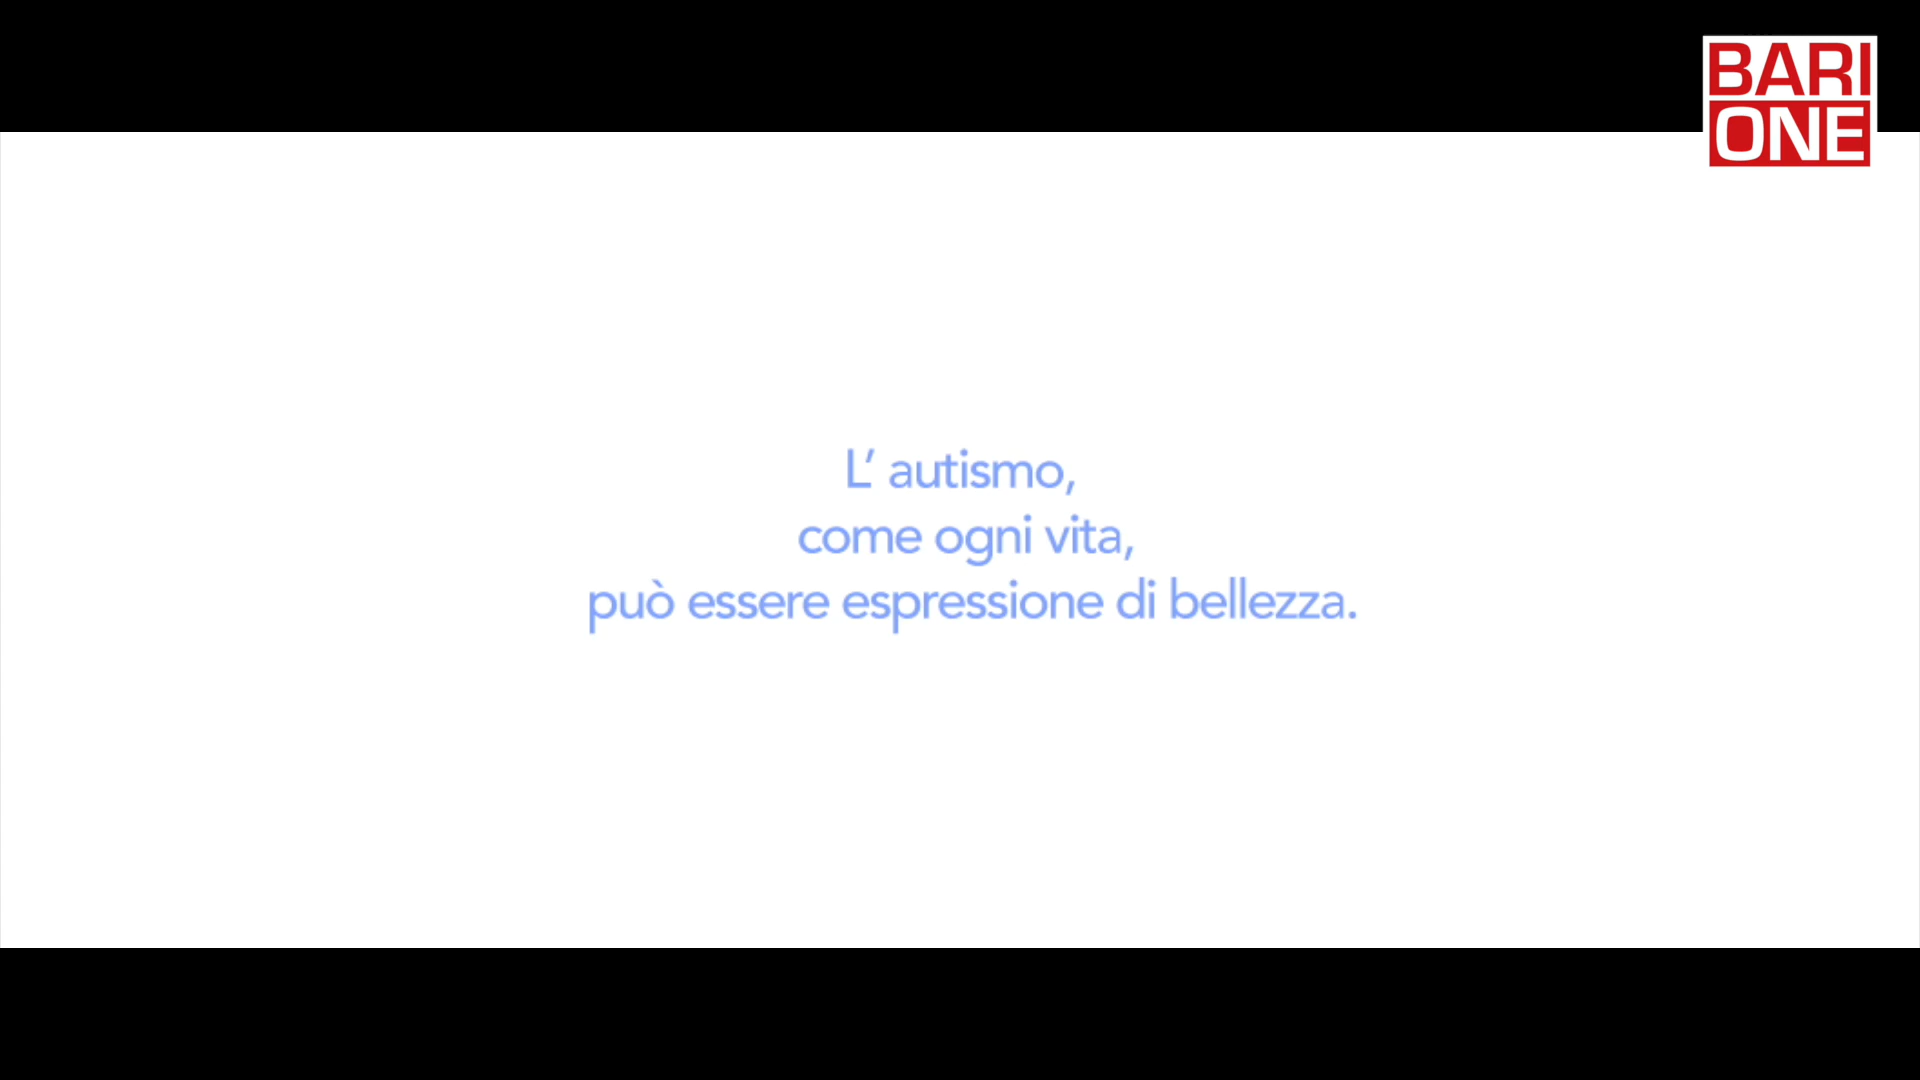 BARI
ONE
L’ autismo,
come ogni vita,
può essere espressione di bellezza.